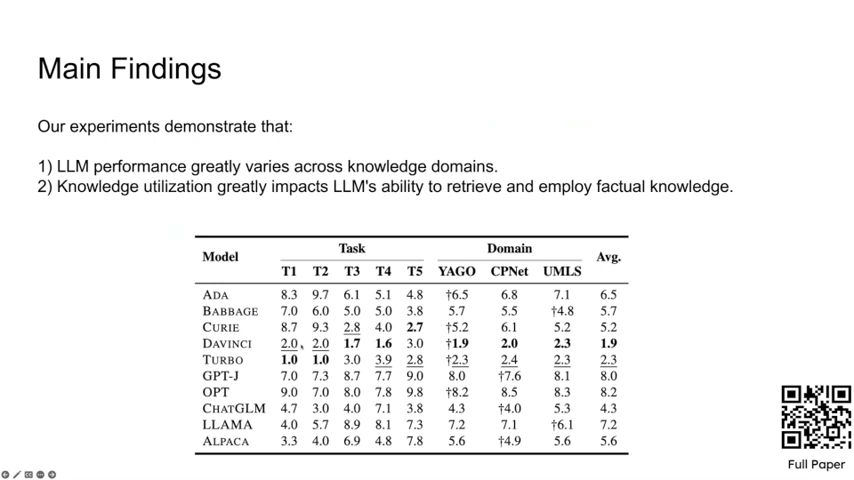 Main Findings
Our experiments demonstrate that:
1) LLM performance greatly varies across knowledge domains.
2) Knowledge utilization greatly impacts LLM's ability to retrieve and employ factual knowledge.
Model Task Domain Avg.
T1 T2 T3 T4 T5 YAGO CPNet UMLS
ADA 8.3 9.7 6.1 5.1 4.8 †6.5 6.8 7.1 6.5
BABBAGE 7.0 6.0 5.0 5.0 3.8 5.7 5.5 †4.8 5.7
CURIE 8.7 9.3 2.8 4.0 2.7 †5.2 6.1 5.2 5.2
DAVINCI 2.0 2.0 1.7 1.6 3.0 †1.9 2.0 2.3 1.9
TURBO 1.0 1.0 3.0 3.9 2.8 †2.3 2.4 2.3 2.3
GPT-J 7.0 7.3 8.7 7.7 9.0 8.0 †7.6 8.1 8.0
OPT 9.0 7.0 8.0 7.8 9.8 †8.2 8.5 8.3 8.2
CHATGLM 4.7 3.0 4.0 7.1 3.8 4.3 †4.0 5.3 4.3
LLAMA 4.0 5.7 8.9 8.1 7.3 7.2 7.1 †6.1 7.2
ALPACA 3.3 4.0 6.9 4.8 7.8 5.6 †4.9 5.6 5.6
Full Paper